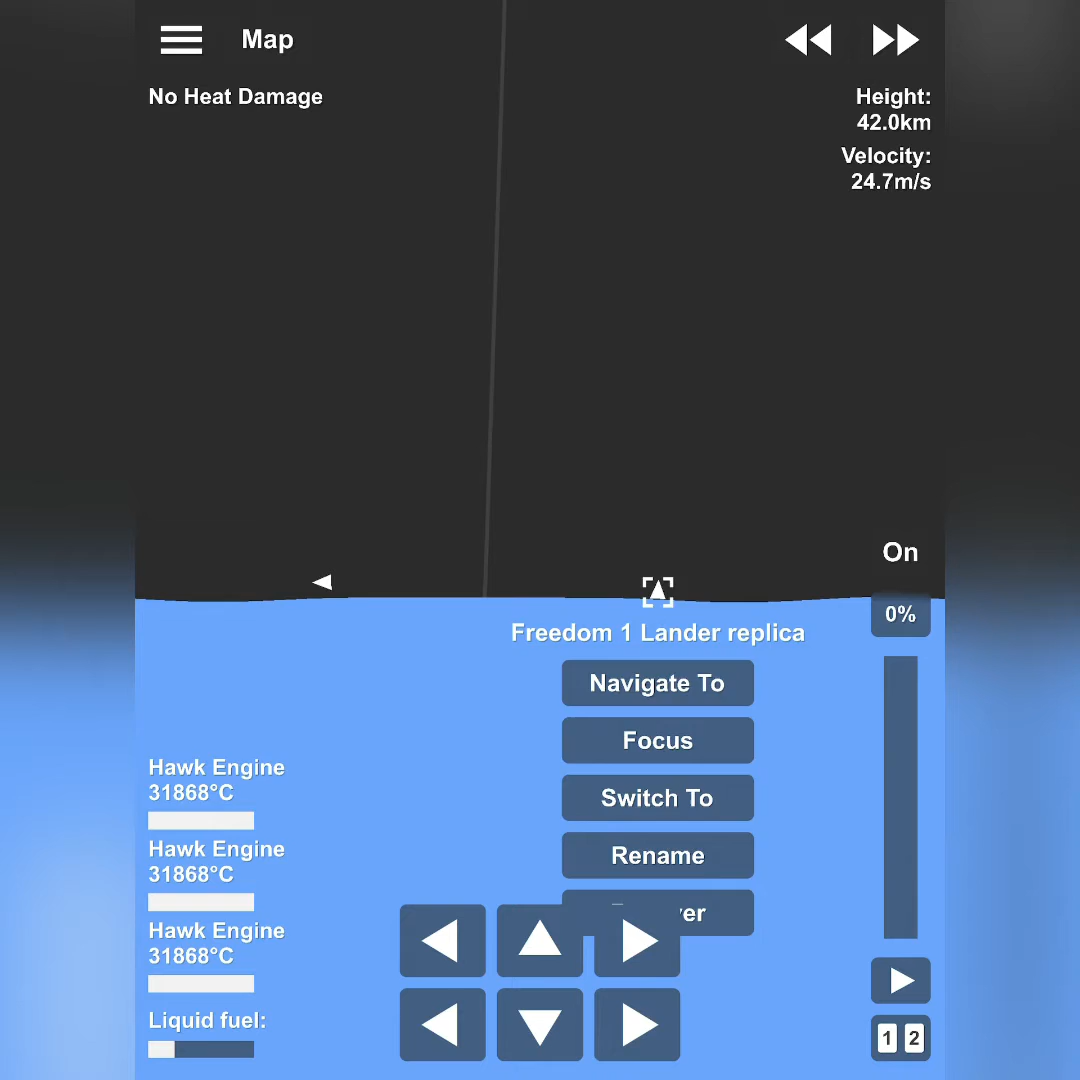 Map
No Heat Damage
Height:
42.0km
Velocity:
24.7m/s
On
0%
Freedom 1 Lander replica
Navigate To
Focus
Switch To
Rename
Hawk Engine
31868°C
Hawk Engine
31868°C
Hawk Engine
31868°C
Liquid fuel:
1 2